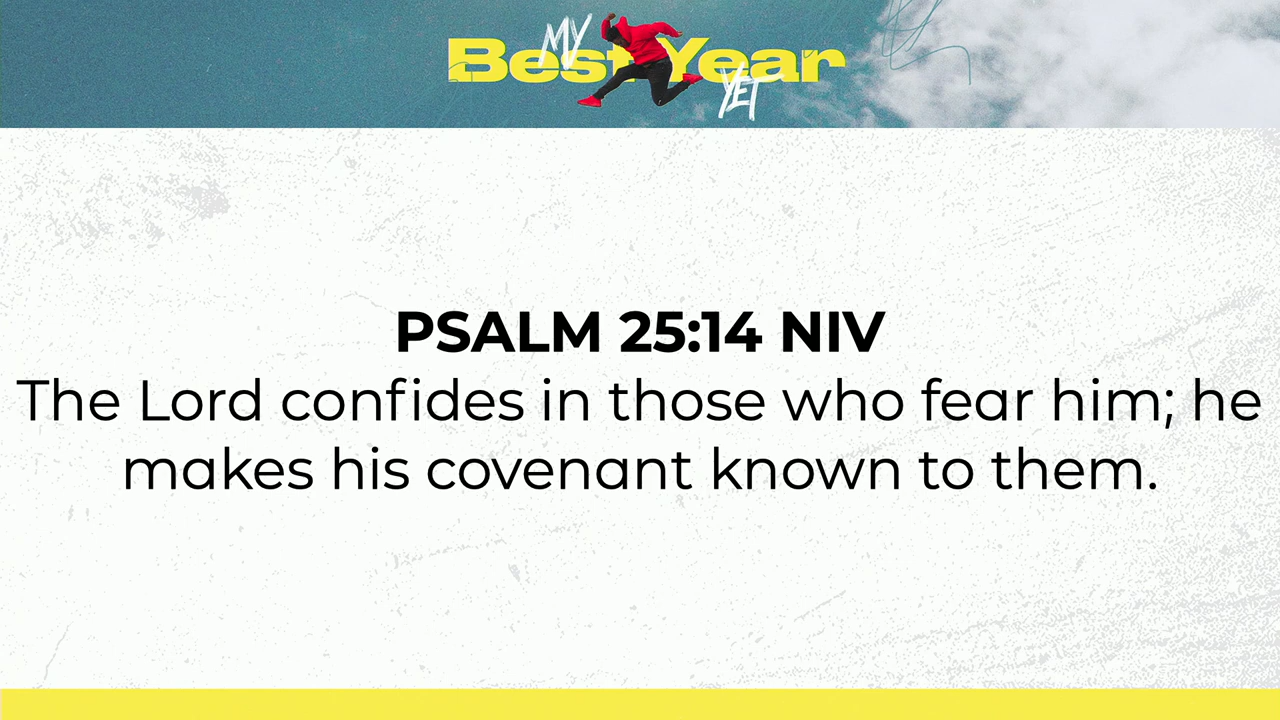 MY
Best Year
YET
PSALM 25:14 NIV
The Lord confides in those who fear him; he
makes his covenant known to them.